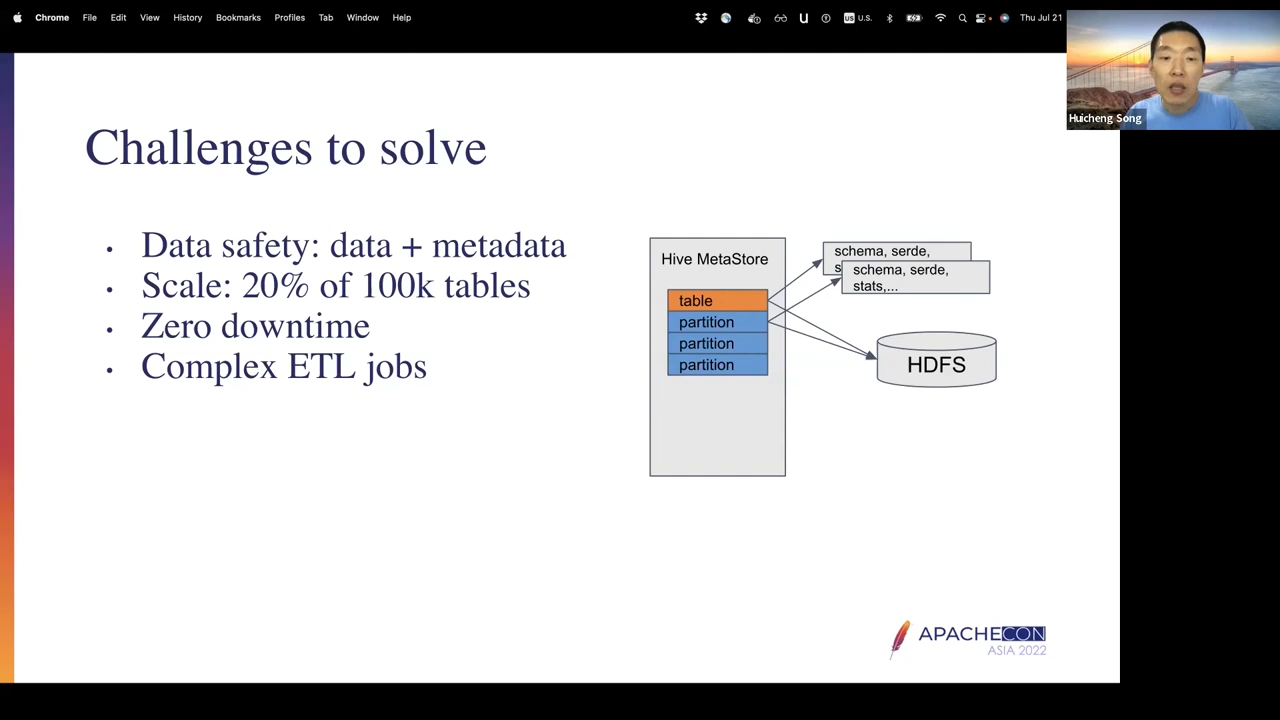 Chrome File Edit View History Bookmarks Profiles Tab Window Help
U.S.
Thu Jul 21
Huicheng Song
Challenges to solve
• Data safety: data + metadata
• Scale: 20% of 100k tables
• Zero downtime
• Complex ETL jobs
Hive MetaStore
table
partition
partition
partition
schema, serde,
s
schema, serde,
stats,...
HDFS
APACHECON
ASIA 2022